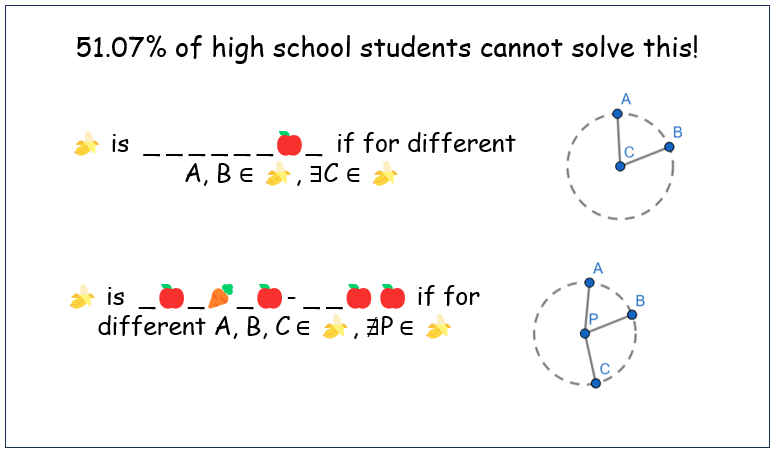 51.07% of high school students cannot solve this!
🍌 is _ _ _ _ _ _ 🍎 _ if for different
A, B ∈ 🍌, ∃C ∈ 🍌
A
B
C
🍌 is _ 🍎 _ 🥕 _ 🍎 - _ _ 🍎 🍎 if for
different A, B, C ∈ 🍌, ∄P ∈ 🍌
A
B
P
C